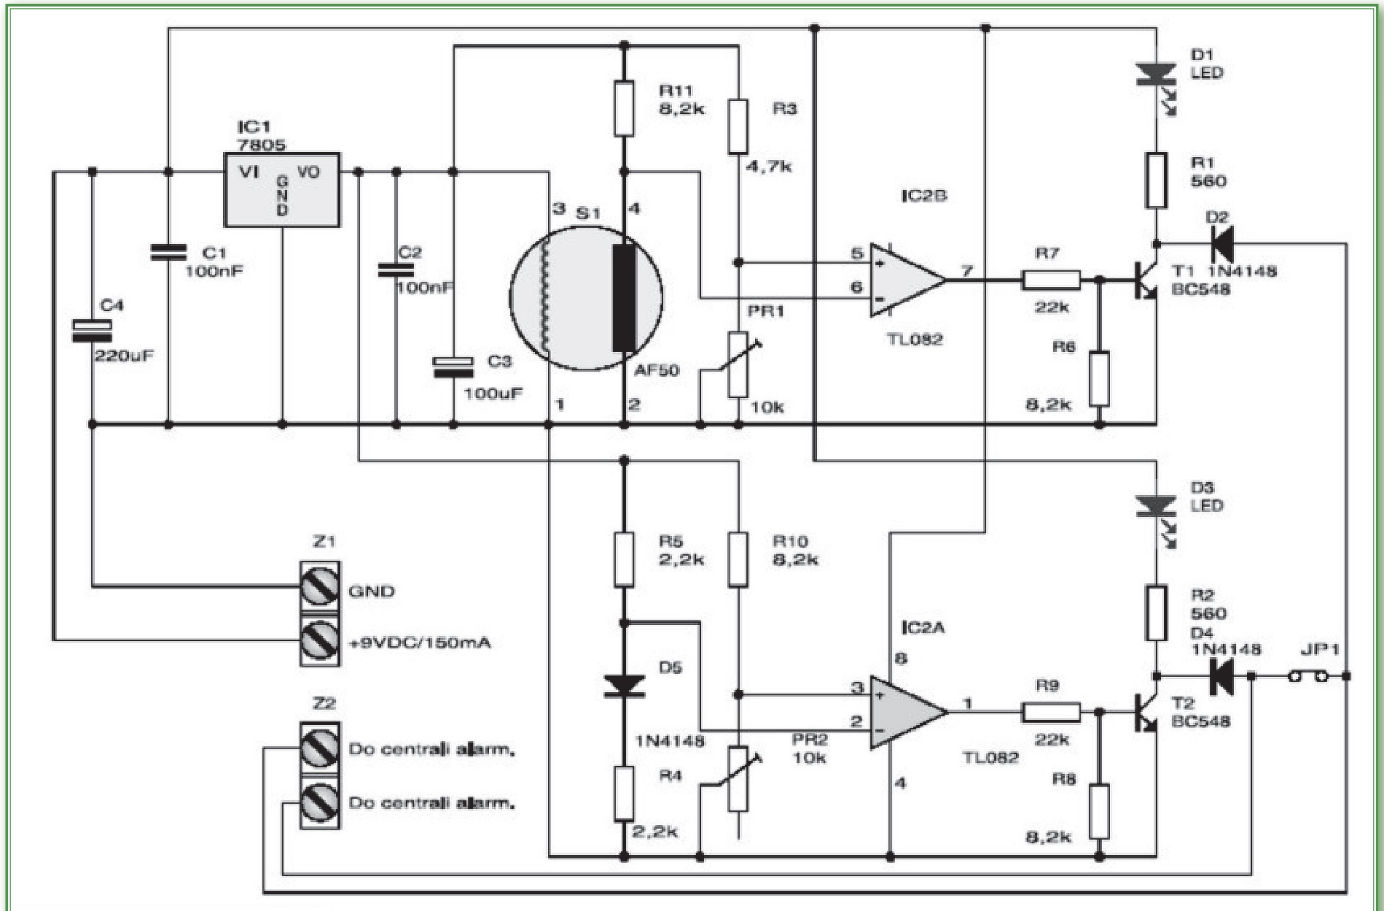 D1
LED
R11
8,2k
R3
4,7k
IC1
7805
VI
VO
GND
R1
560
IC2B
D2
1N4148
3
S1
4
C1
100nF
C2
100nF
5
+
6
-
7
R7
22k
T1
BC548
C4
220uF
PR1
10k
TL082
R6
8,2k
C3
100uF
AF50
1
2
D3
LED
Z1
GND
+9VDC/150mA
R5
2,2k
R10
8,2k
R2
560
D4
1N4148
JP1
IC2A
8
D5
1N4148
3
+
2
-
1
R9
22k
T2
BC548
Z2
Do centrali alarm.
Do centrali alarm.
PR2
10k
TL082
R4
2,2k
4
R8
8,2k